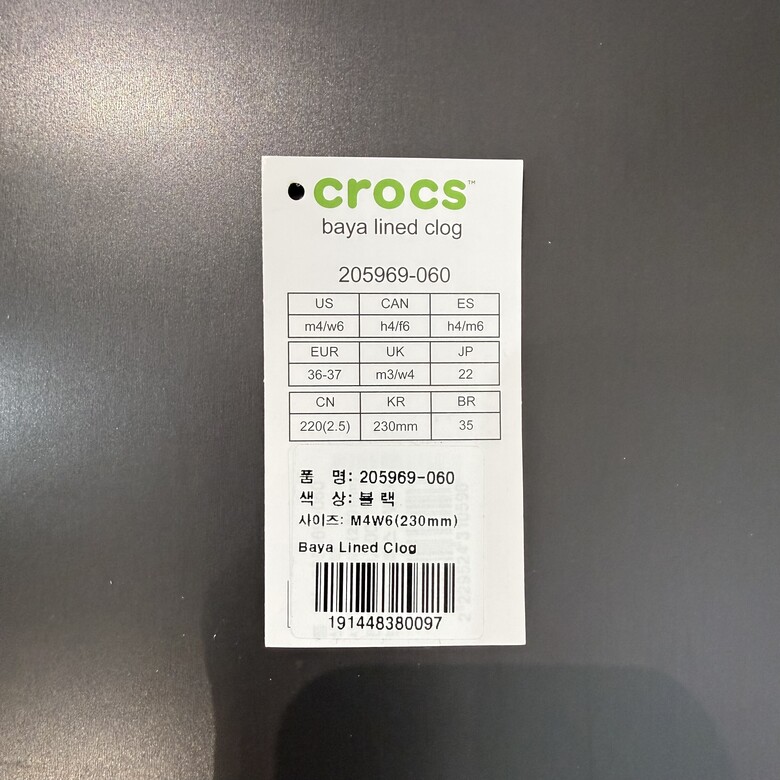 crocs™
baya lined clog
205969-060
US CAN ES
m4/w6 h4/f6 h4/m6
EUR UK JP
36-37 m3/w4 22
CN KR BR
220(2.5) 230mm 35
품 명: 205969-060
색 상: 블랙
사이즈: M4W6(230mm)
Baya Lined Clog
191448380097